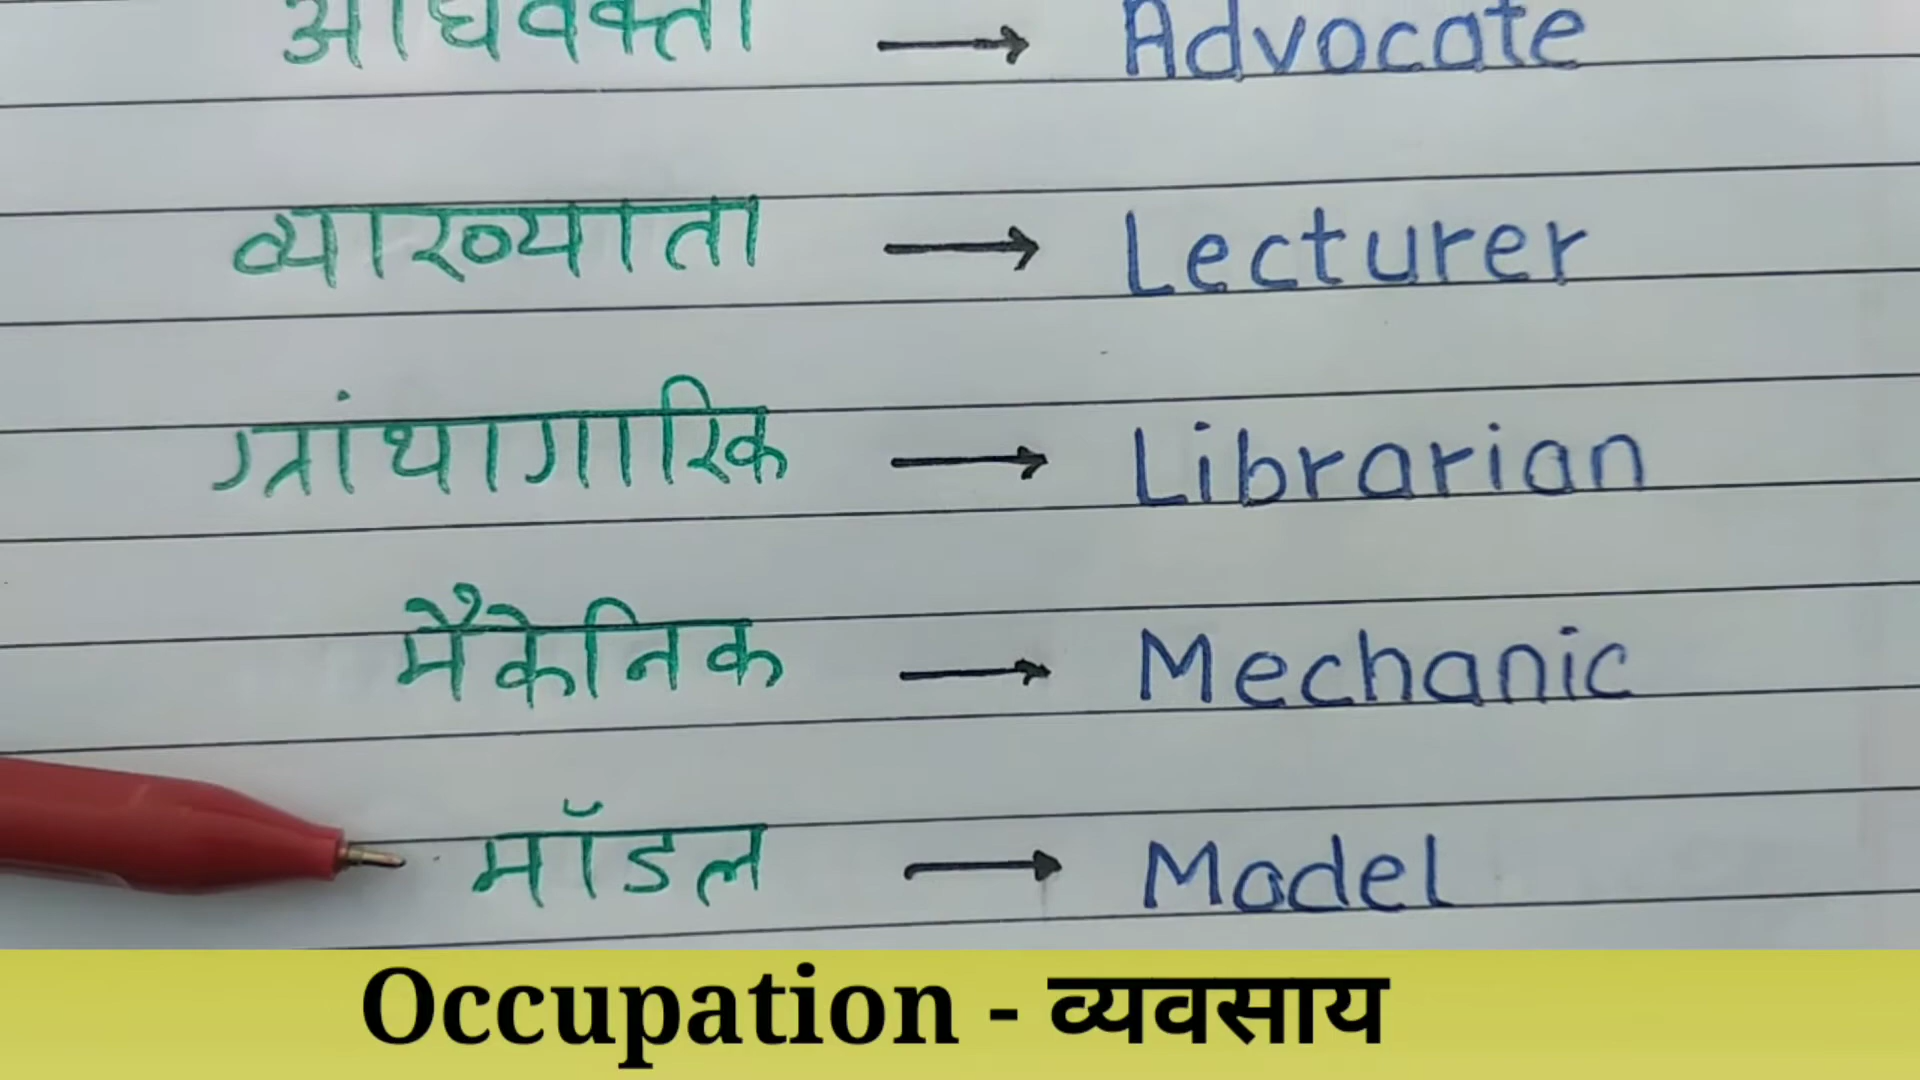 अधिवक्ता → Advocate
व्याख्याता → Lecturer
ग्रांथागारिक → Librarian
मैकेनिक → Mechanic
मॉडल → Model
Occupation - व्यवसाय